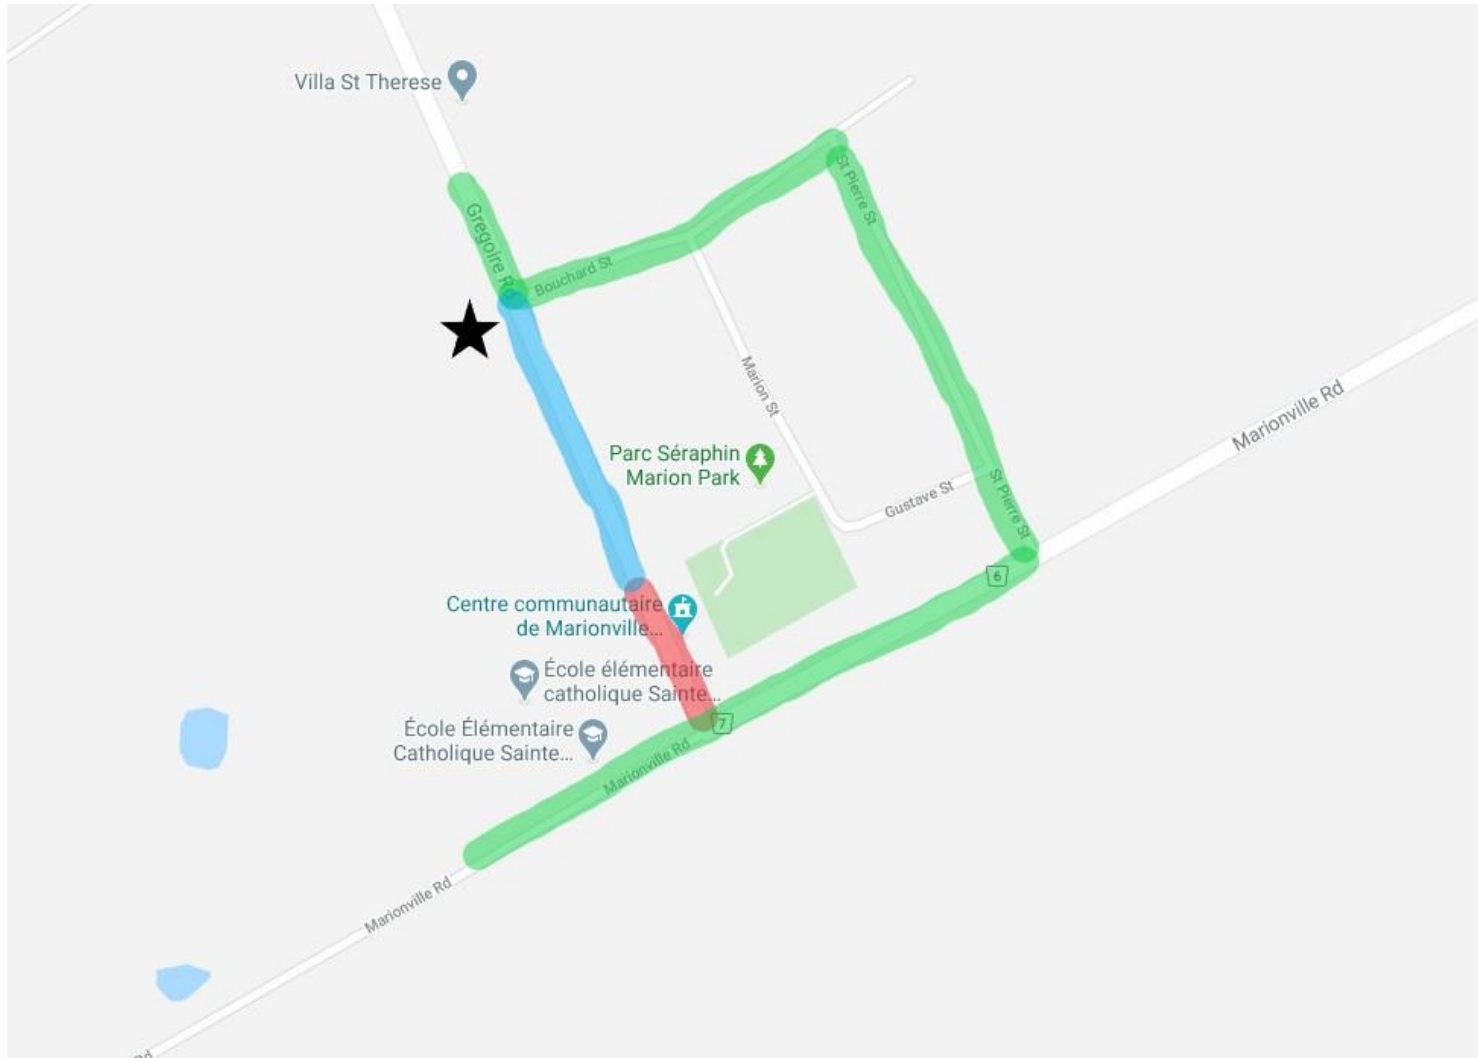 Villa St Therese
Gregoire Rd
Bouchard St
St Pierre St
Marion St
Marionville Rd
Parc Séraphin
Marion Park
Gustave St
St Pierre St
6
Centre communautaire
de Marionville...
École élémentaire
catholique Sainte...
7
École Élémentaire
Catholique Sainte...
Marionville Rd
Marionville Rd
Rd